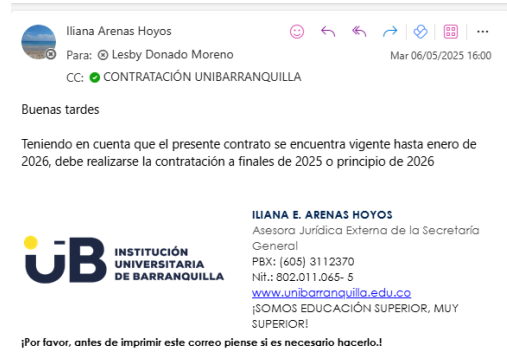 Iliana Arenas Hoyos
Para: Lesby Donado Moreno
Mar 06/05/2025 16:00
CC: CONTRATACIÓN UNIBARRANQUILLA
Buenas tardes
Teniendo en cuenta que el presente contrato se encuentra vigente hasta enero de
2026, debe realizarse la contratación a finales de 2025 o principio de 2026
ILIANA E. ARENAS HOYOS
Asesora Jurídica Externa de la Secretaría
General
PBX: (605) 3112370
Nit.: 802.011.065- 5
www.unibarranquilla.edu.co
¡SOMOS EDUCACIÓN SUPERIOR, MUY
SUPERIOR!
ūB
INSTITUCIÓN
UNIVERSITARIA
DE BARRANQUILLA
¡Por favor, antes de imprimir este correo piense si es necesario hacerlo.!